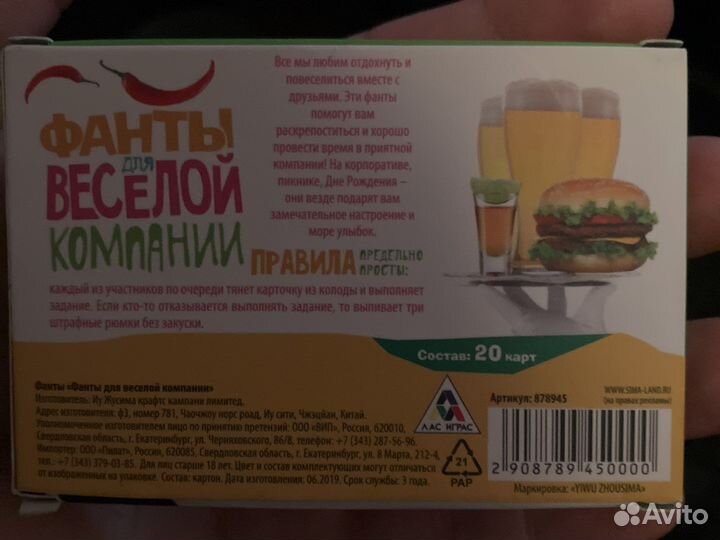 ФАНТЫ
для
ВЕСЕЛОЙ
КОМПАНИИ
Все мы любим отдохнуть и
повеселиться вместе с
друзьями. Эти фанты
помогут вам
раскрепоститься и хорошо
провести время в приятной
компании! На корпоративе,
пикнике, Дне Рождения –
они везде подарят вам
замечательное настроение и
море улыбок.
ПРАВИЛА ПРЕДЕЛЬНО
ПРОСТЫ:
каждый из участников по очереди тянет карточку из колоды и выполняет
задание. Если кто-то отказывается выполнять задание, то выпивает три
штрафные рюмки без закуски.
Состав: 20 карт
Фанты «Фанты для веселой компании»
Изготовитель: Иу Жусима крафтс кампани лимитед.
Адрес изготовителя: ф3, номер 781, Чаочжоу норс роад, Иу сити, Чжэцзян, Китай.
Уполномоченное изготовителем лицо по принятию претензий: ООО «ВИП», Россия, 620010,
Свердловская область, г. Екатеринбург, ул. Черняховского, 86/8, телефон: +7 (343) 287-56-96.
Импортер: ООО «Пилат», Россия, 620085, Свердловская область, г. Екатеринбург, ул. 8 Марта, 212-4,
тел.: +7 (343) 379-03-85. Для лиц старше 18 лет. Цвет и состав комплектующих могут отличаться
от изображенных на упаковке. Состав: картон. Дата изготовления: 06.2019. Срок службы: 3 года.
ЛАС ИГРАС
21
PAP
Артикул: 878945
WWW.SIMA-LAND.RU
(на правах рекламы)
2 908789 450000
Маркировка: «YIWU ZHOUSIMA»
Avito